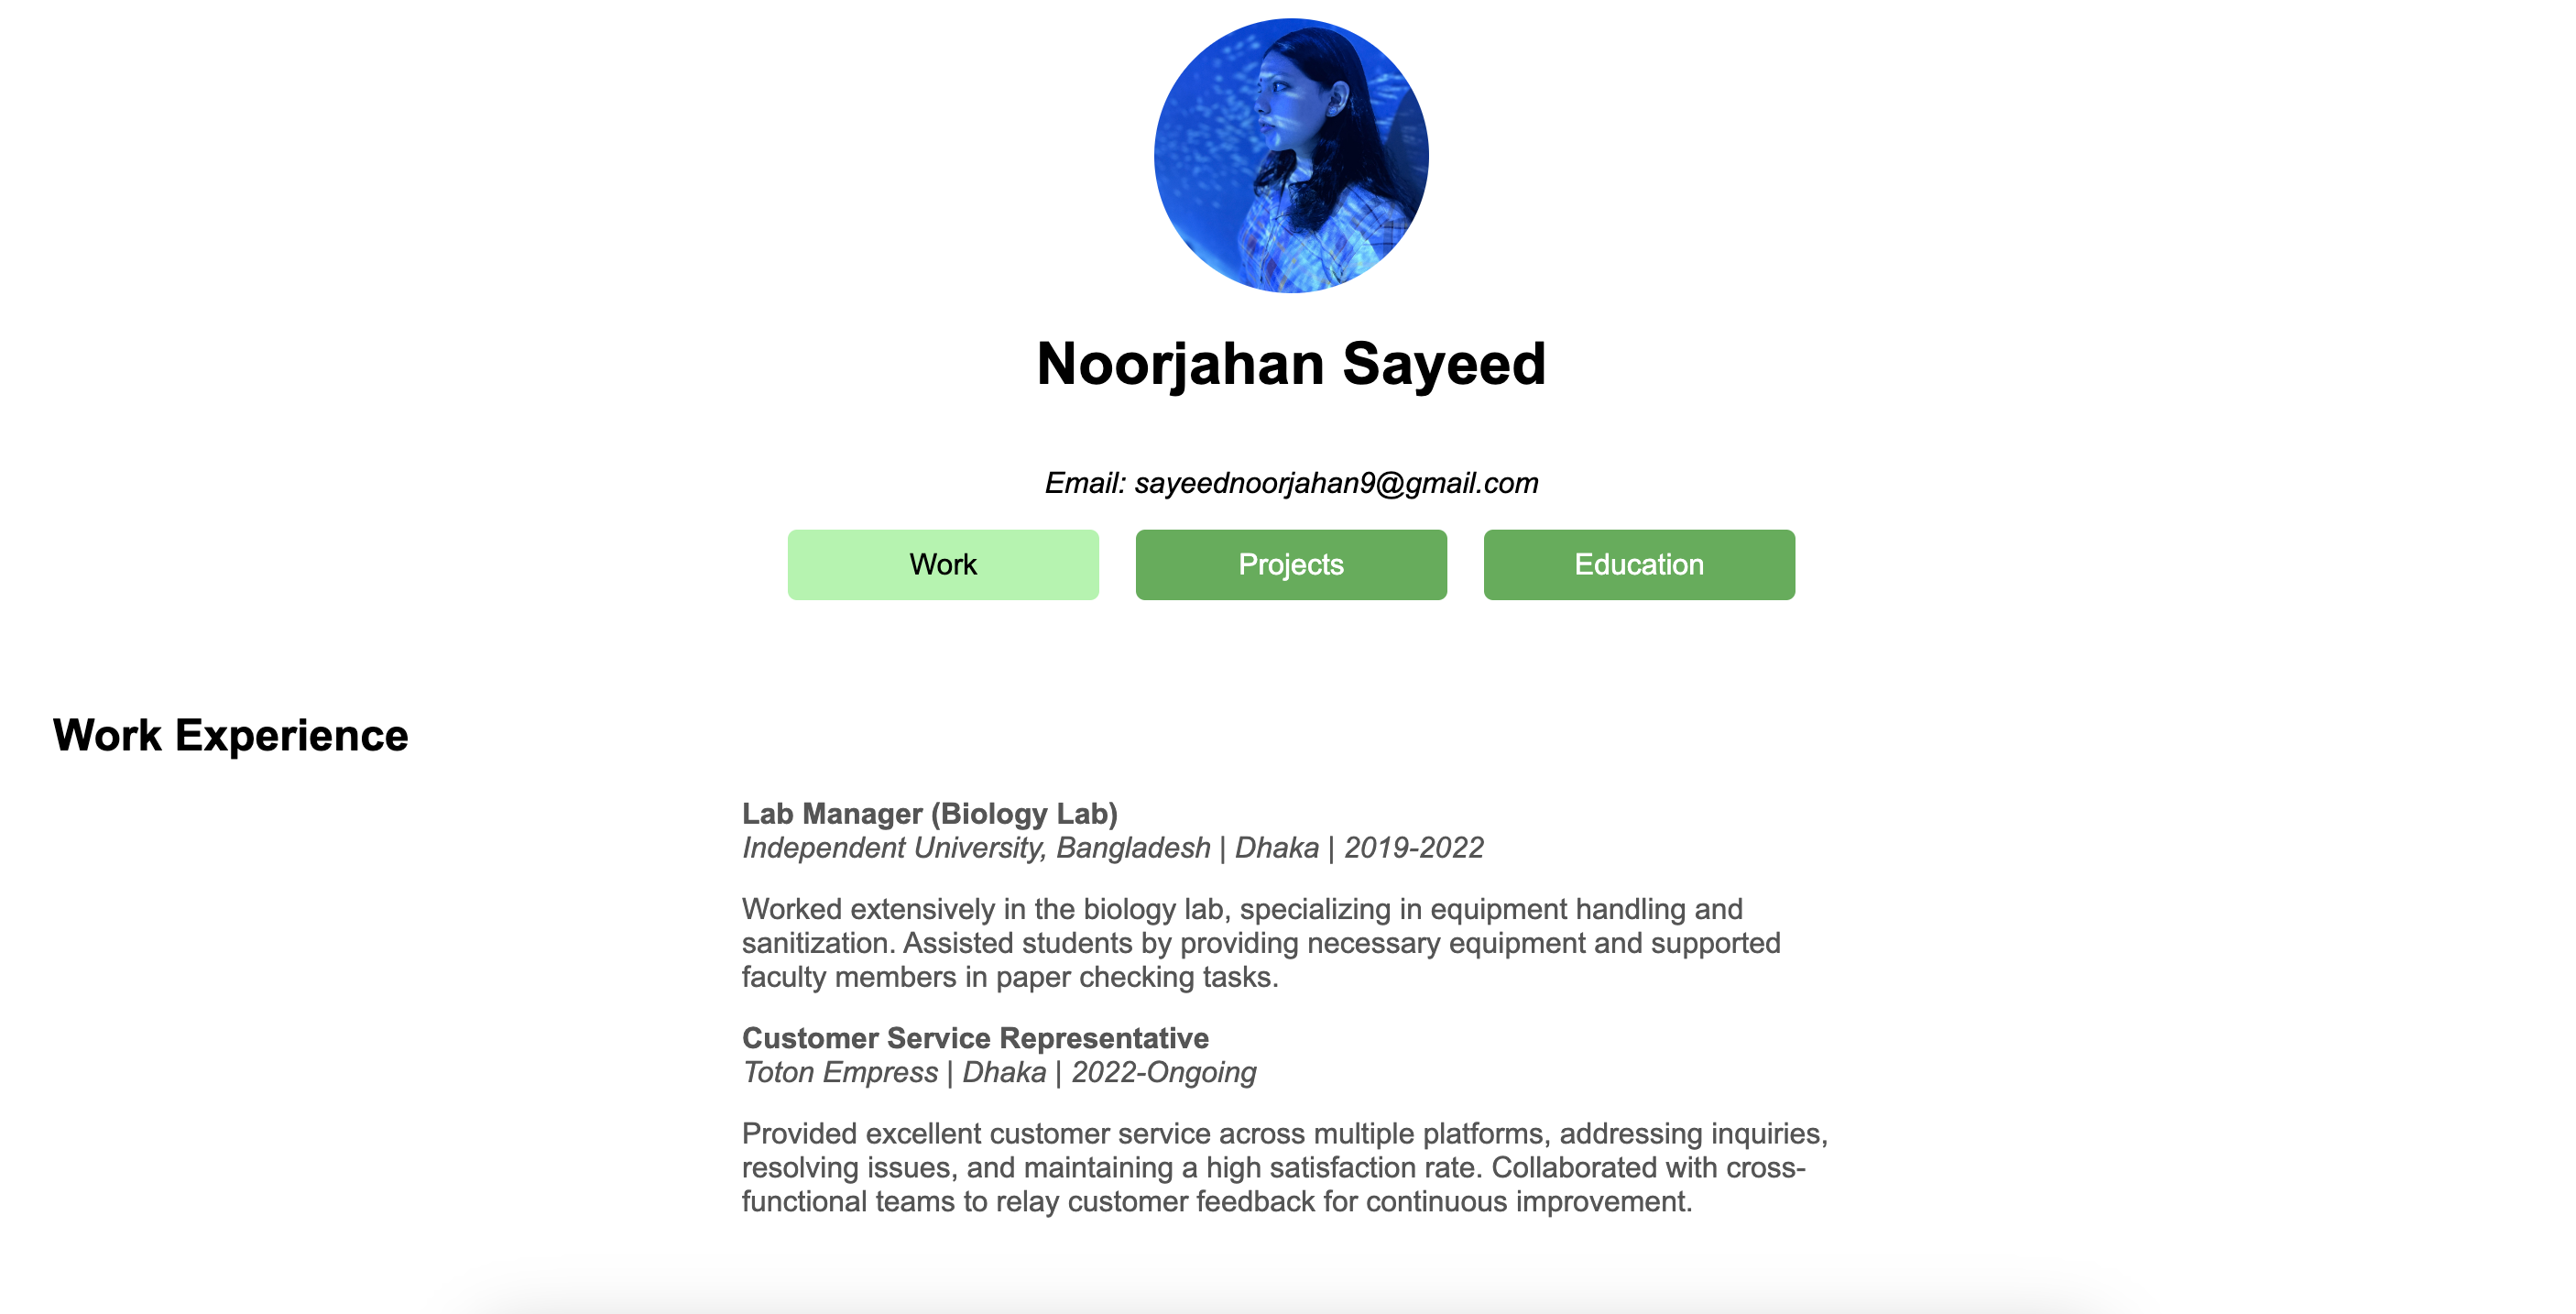 Noorjahan Sayeed
Email: sayeednoorjahan9@gmail.com
Work
Projects
Education
Work Experience
Lab Manager (Biology Lab)
Independent University, Bangladesh | Dhaka | 2019-2022
Worked extensively in the biology lab, specializing in equipment handling and
sanitization. Assisted students by providing necessary equipment and supported
faculty members in paper checking tasks.
Customer Service Representative
Toton Empress | Dhaka | 2022-Ongoing
Provided excellent customer service across multiple platforms, addressing inquiries,
resolving issues, and maintaining a high satisfaction rate. Collaborated with cross-
functional teams to relay customer feedback for continuous improvement.